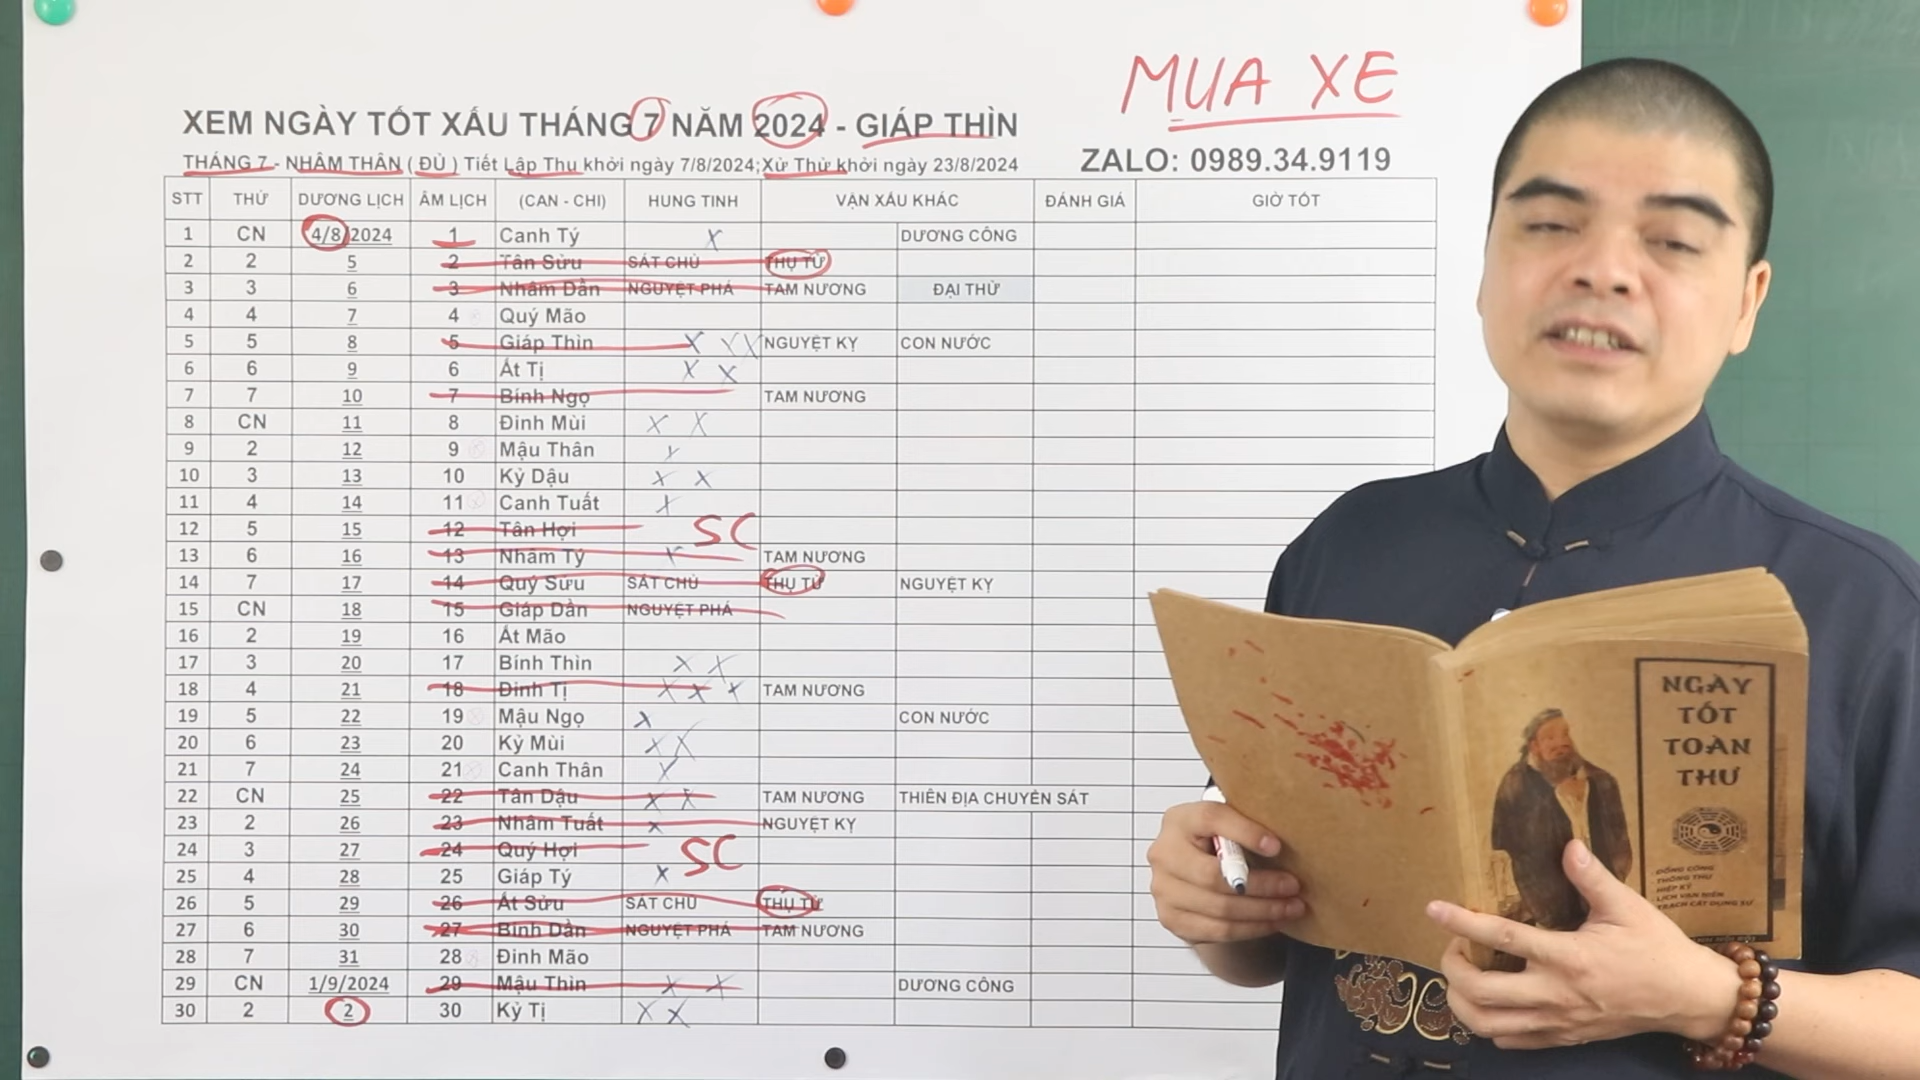 MUA XE
XEM NGÀY TỐT XẤU THÁNG 7 NĂM 2024 - GIÁP THÌN
THÁNG 7 - NHÂM THÂN ( ĐỦ ) Tiết Lập Thu khởi ngày 7/8/2024; Xử Thử khởi ngày 23/8/2024
ZALO: 0989.34.9119
STT THỨ DƯƠNG LỊCH ÂM LỊCH (CAN - CHI) HUNG TINH VẬN XẤU KHÁC ĐÁNH GIÁ GIỜ TỐT
1 CN 4/8/2024 1 Canh Tý X DƯƠNG CÔNG
2 2 5 2 Tân Sửu SÁT CHỦ THỤ TỬ
3 3 6 3 Nhâm Dần NGUYỆT PHÁ TAM NƯƠNG ĐẠI THỬ
4 4 7 4 Quý Mão
5 5 8 5 Giáp Thìn X X X NGUYỆT KỴ CON NƯỚC
6 6 9 6 Ất Tị X X
7 7 10 7 Bính Ngọ TAM NƯƠNG
8 CN 11 8 Đinh Mùi X X
9 2 12 9 Mậu Thân X
10 3 13 10 Kỷ Dậu X X
11 4 14 11 Canh Tuất X
12 5 15 12 Tân Hợi SC
13 6 16 13 Nhâm Tý X TAM NƯƠNG
14 7 17 14 Quý Sửu SÁT CHỦ THỤ TỬ NGUYỆT KỴ
15 CN 18 15 Giáp Dần NGUYỆT PHÁ
16 2 19 16 Ất Mão
17 3 20 17 Bính Thìn X X
18 4 21 18 Đinh Tị X X X TAM NƯƠNG
19 5 22 19 Mậu Ngọ X CON NƯỚC
20 6 23 20 Kỷ Mùi X X
21 7 24 21 Canh Thân X
22 CN 25 22 Tân Dậu X X TAM NƯƠNG THIÊN ĐỊA CHUYỂN SÁT
23 2 26 23 Nhâm Tuất X NGUYỆT KỴ
24 3 27 24 Quý Hợi SC
25 4 28 25 Giáp Tý X
26 5 29 26 Ất Sửu SÁT CHỦ THỤ TỬ
27 6 30 27 Bính Dần NGUYỆT PHÁ TAM NƯƠNG
28 7 31 28 Đinh Mão
29 CN 1/9/2024 29 Mậu Thìn X X DƯƠNG CÔNG
30 2 2 30 Kỷ Tị X X
NGÀY
TỐT
TOÀN
THƯ
- ĐỔNG CÔNG
- THÔNG THƯ
- HIỆP KỶ
- LỊCH VẠN NIÊN
- TRẠCH CÁT DỤNG SỰ